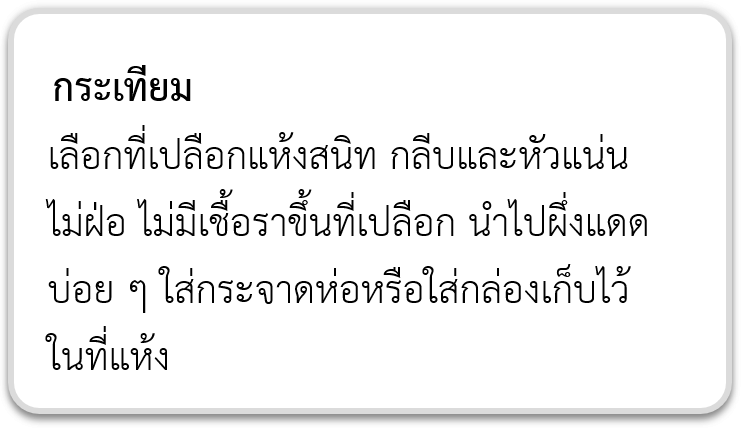 กระเทียม
เลือกที่เปลือกแห้งสนิท กลีบและหัวแน่น
ไม่ฝ่อ ไม่มีเชื้อราขึ้นที่เปลือก นำไปผึ่งแดด
บ่อย ๆ ใส่กระจาดห่อหรือใส่กล่องเก็บไว้
ในที่แห้ง